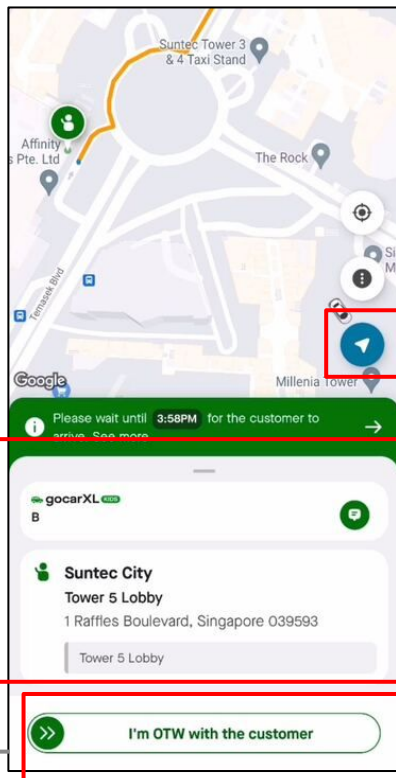 Suntec Tower 3
& 4 Taxi Stand
Affinity
s Pte. Ltd
The Rock
Si
M
Temasek Blvd
Google
Millenia Tower
Please wait until 3:58PM for the customer to
arrive. See more
gocarXL KIDS
B
Suntec City
Tower 5 Lobby
1 Raffles Boulevard, Singapore 039593
Tower 5 Lobby
I'm OTW with the customer